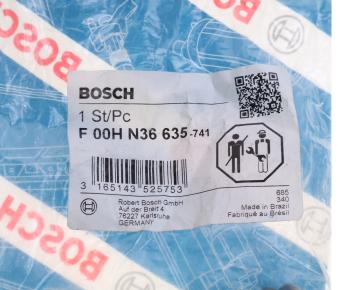 BOSCH
BOSCH
BOSCH
1 St/Pc
F 00H N36 635-741
3 165143 525753
685
340
Made in Brazil
Fabriqué au Brésil
Robert Bosch GmbH
Auf der Breit 4
76227 Karlsruhe
GERMANY
BOSCH